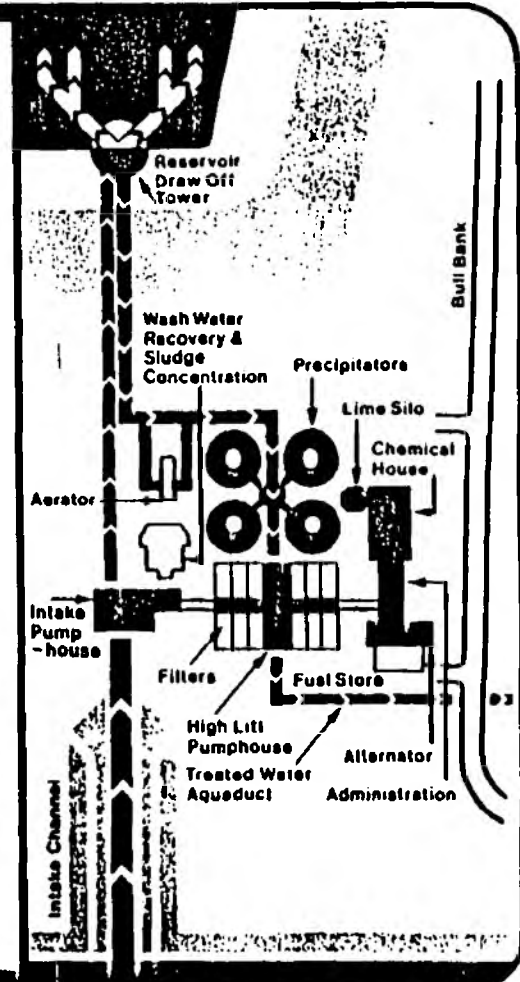 Reservoir
Draw Off
Tower
Bull Bank
Wash Water
Recovery &
Sludge
Concentration
Precipitators
Lime Silo
Chemical
House
Aerator
Intake
Pump
-house
Filters
Fuel Store
High Lift
Pumphouse
Treated Water
Aquaduct
Alternator
Administration
Intake Channel